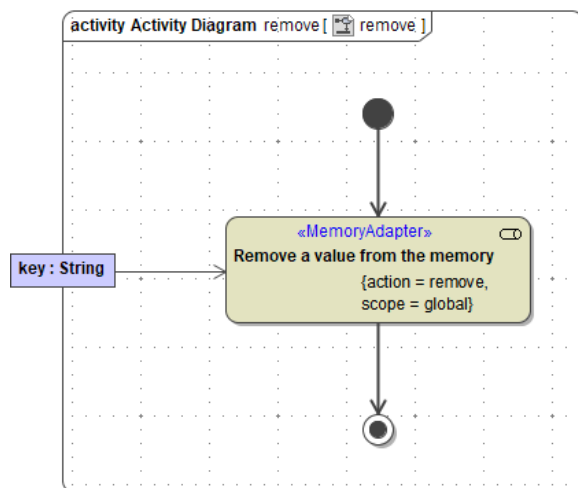 activity Activity Diagram remove [ remove ]
«MemoryAdapter»
Remove a value from the memory
{action = remove,
scope = global}
key : String